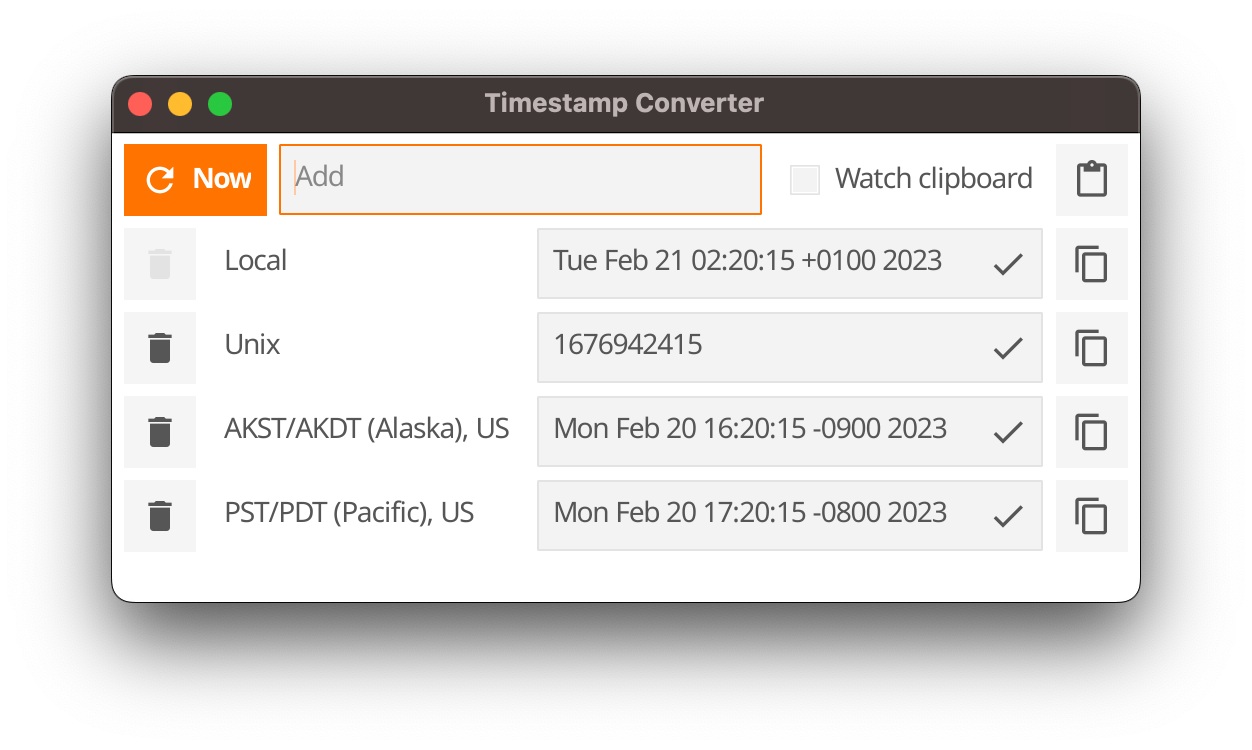 Timestamp Converter
Now Add Watch clipboard
Local Tue Feb 21 02:20:15 +0100 2023
Unix 1676942415
AKST/AKDT (Alaska), US Mon Feb 20 16:20:15 -0900 2023
PST/PDT (Pacific), US Mon Feb 20 17:20:15 -0800 2023